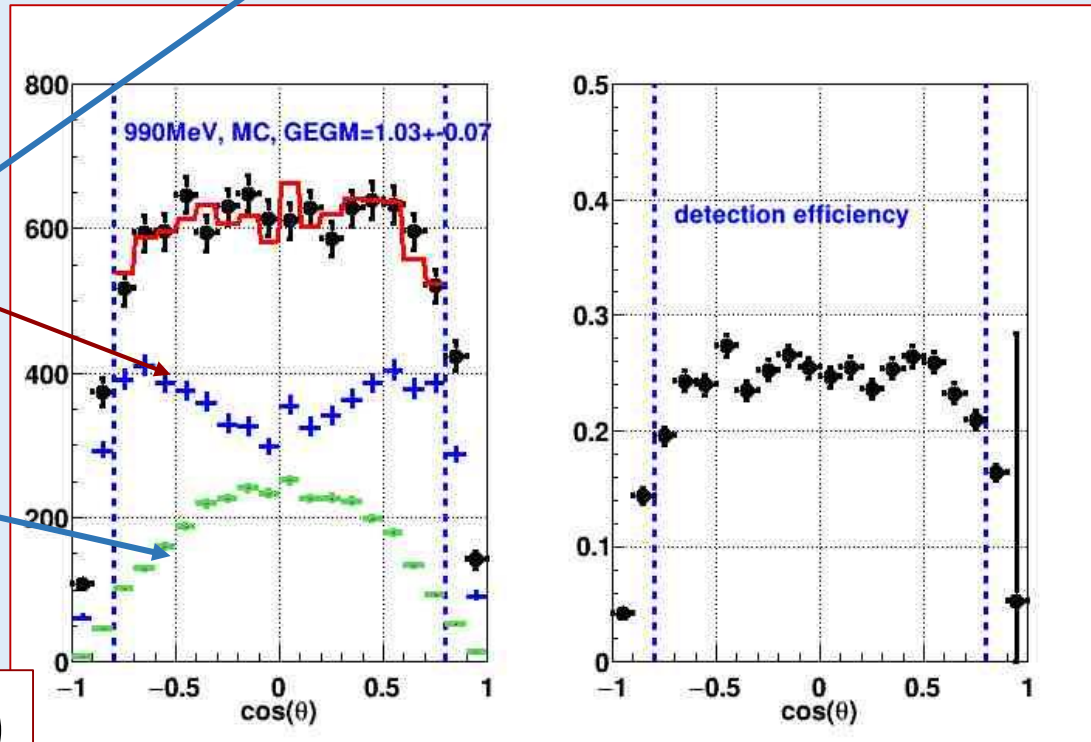 800
600
400
200
0
990MeV, MC, GEGM=1.03+-0.07
−1 −0.5 0 0.5 1
cos(θ)
0.5
0.4
0.3
0.2
0.1
0
detection efficiency
−1 −0.5 0 0.5 1
cos(θ)
)